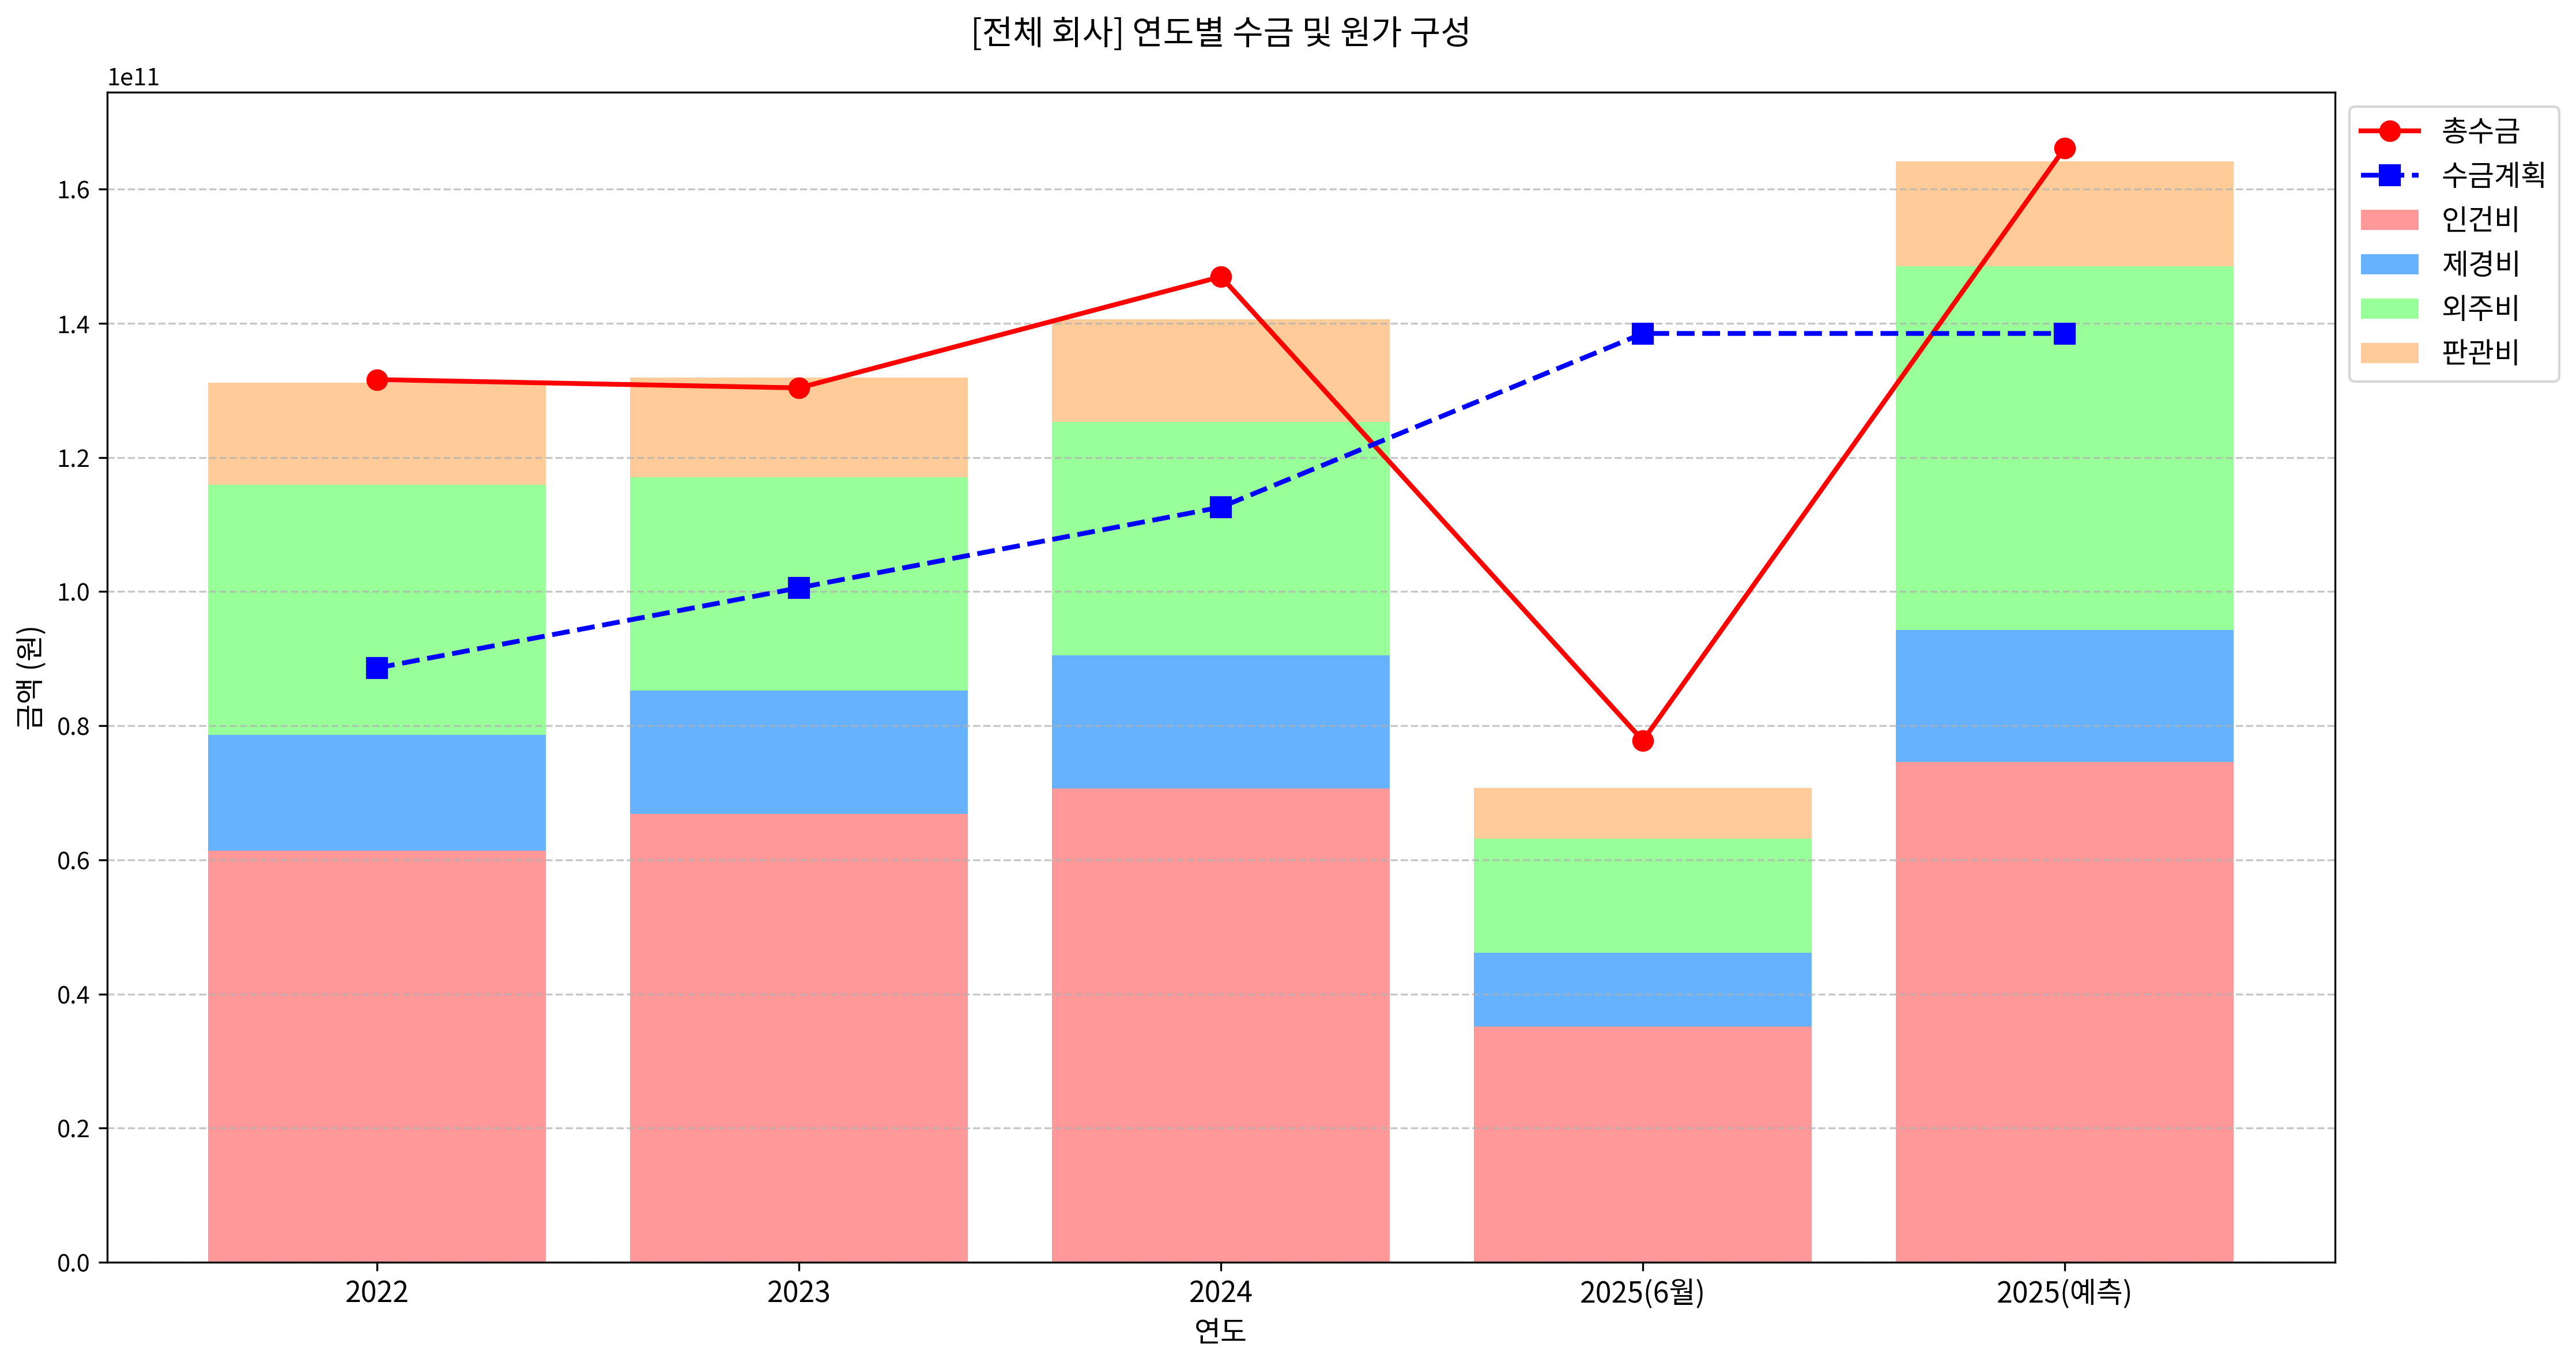 [전체 회사] 연도별 수금 및 원가 구성
1e11
총수금
수금계획
인건비
제경비
외주비
판관비
1.6
1.4
1.2
1.0
0.8
0.6
0.4
0.2
0.0
금액 (원)
2022
2023
2024
2025(6월)
2025(예측)
연도